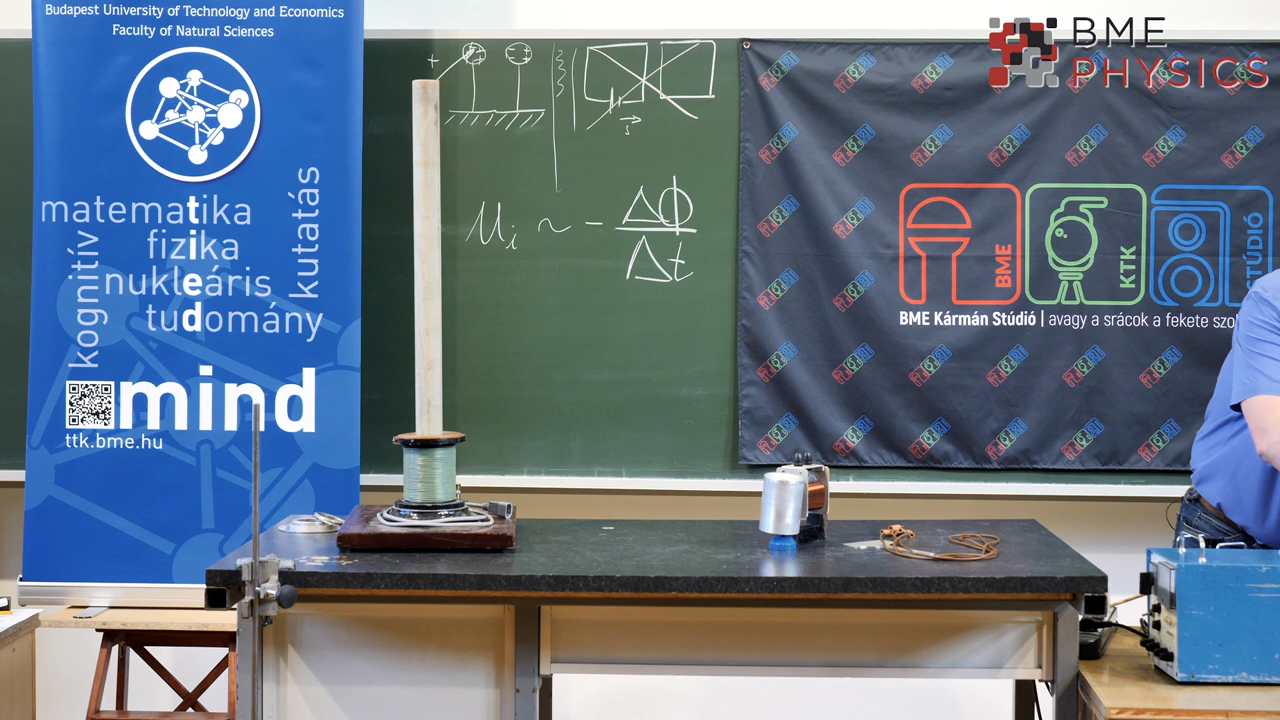 Budapest University of Technology and Economics
Faculty of Natural Sciences
matematika
fizika
kognitív
nukleáris
kutatás
tudomány
mind
ttk.bme.hu
+
s
Ui ~ - ΔΦ
Δt
BME
PHYSICS
BME
KTK
STÚDIÓ
BME Kármán Stúdió | avagy a srácok a fekete